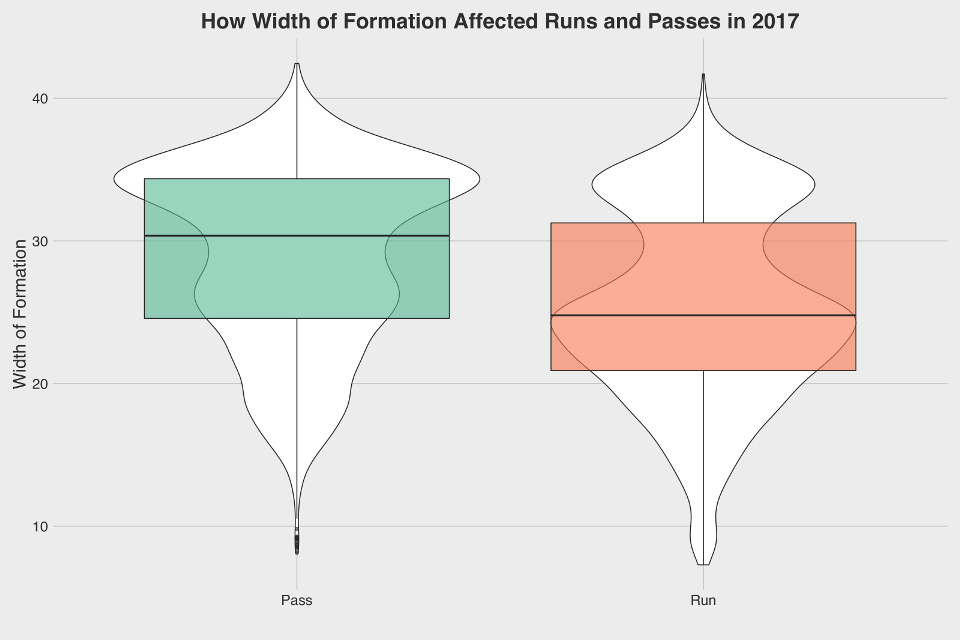 How Width of Formation Affected Runs and Passes in 2017
Width of Formation
40
30
20
10
Pass
Run